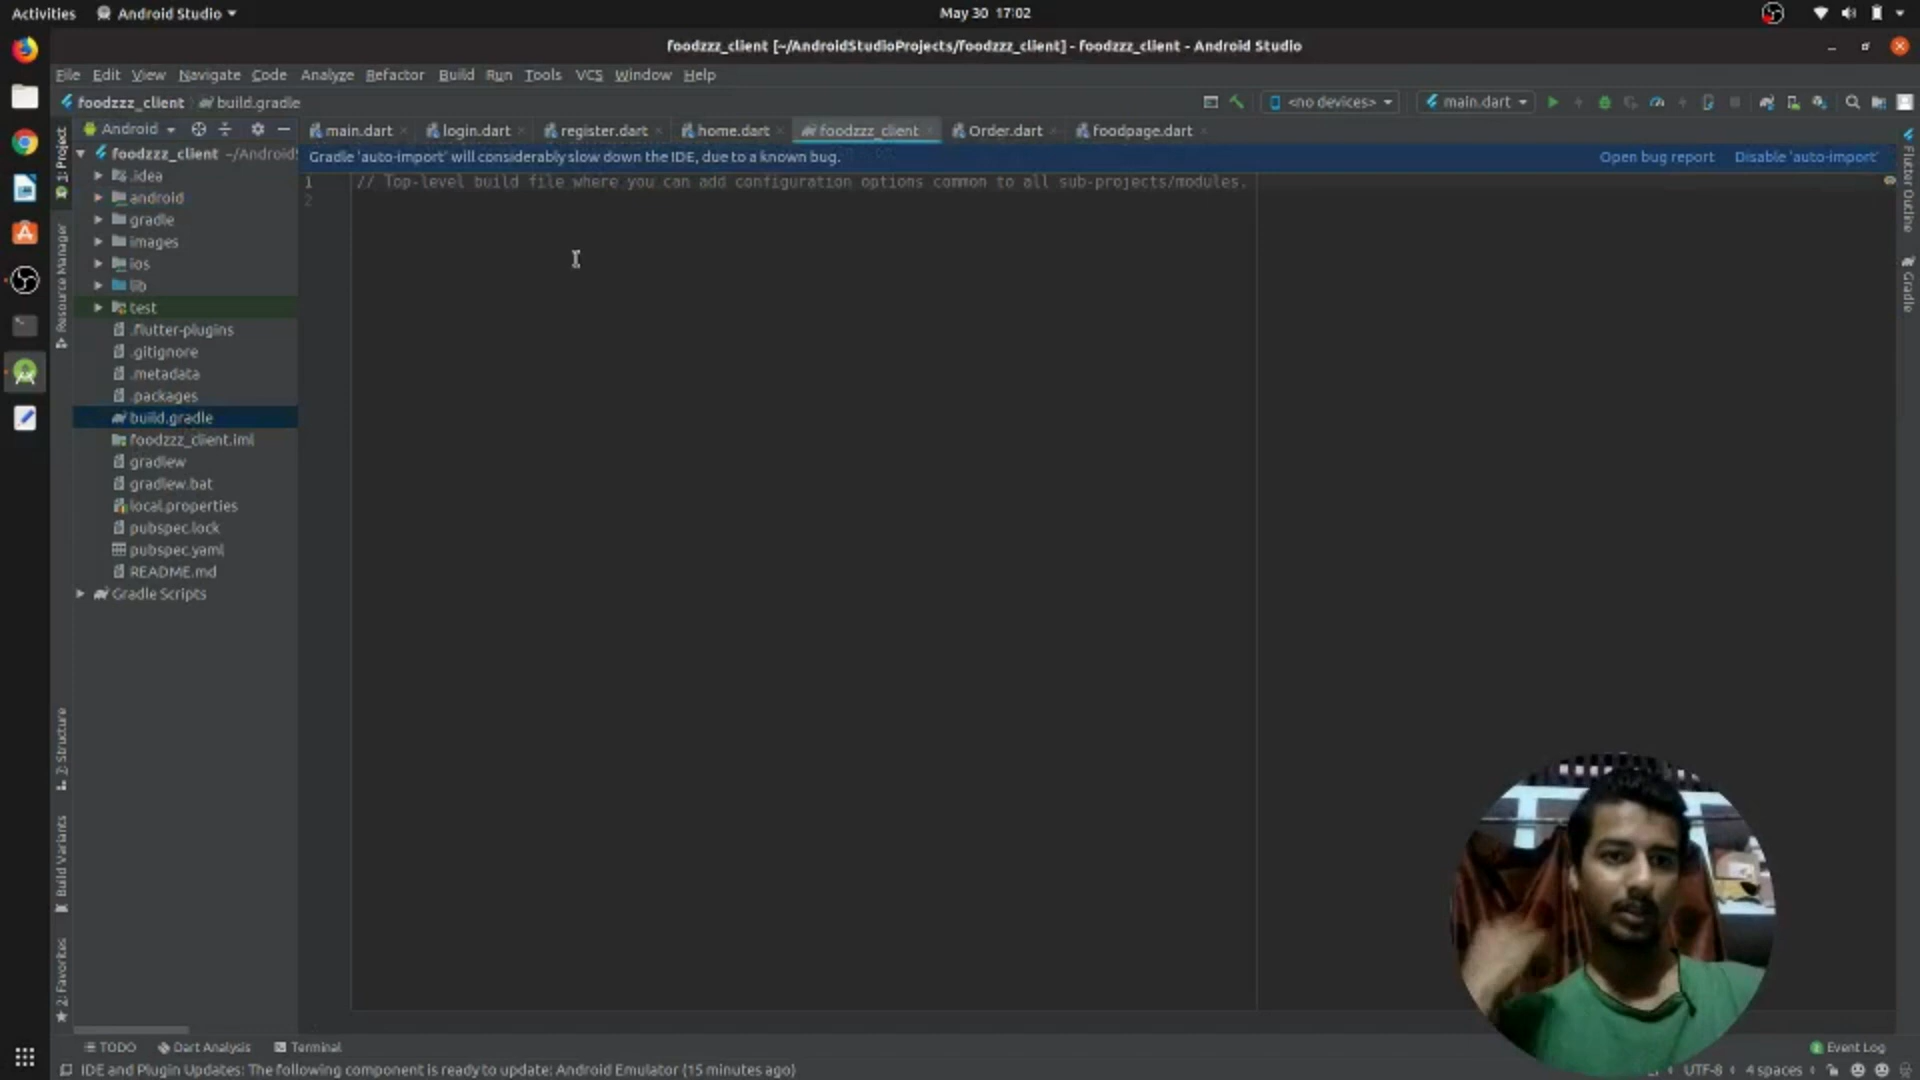 Activities
Android Studio
May 30 17:02
foodzzz_client [~/AndroidStudioProjects/foodzzz_client] - foodzzz_client - Android Studio
File Edit View Navigate Code Analyze Refactor Build Run Tools VCS Window Help
foodzzz_client
build.gradle
<no devices>
main.dart
Android
main.dart
login.dart
register.dart
home.dart
foodzzz_client
Order.dart
foodpage.dart
1: Project
Resource Manager
2: Structure
Build Variants
2: Favorites
foodzzz_client ~/Android
.idea
android
gradle
images
ios
lib
test
.flutter-plugins
.gitignore
.metadata
.packages
build.gradle
foodzzz_client.iml
gradlew
gradlew.bat
local.properties
pubspec.lock
pubspec.yaml
README.md
Gradle Scripts
Gradle 'auto-import' will considerably slow down the IDE, due to a known bug.
Open bug report
Disable 'auto-import'
1 // Top-level build file where you can add configuration options common to all sub-projects/modules.
2
Flutter Outline
Gradle
TODO
Dart Analysis
Terminal
Event Log
IDE and Plugin Updates: The following component is ready to update: Android Emulator (15 minutes ago)
UTF-8
4 spaces